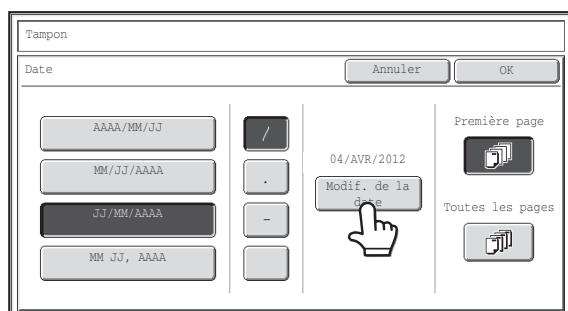 Tampon
Date
Annuler
OK
AAAA/MM/JJ
MM/JJ/AAAA
JJ/MM/AAAA
MM JJ, AAAA
/
.
-
04/AVR/2012
Modif. de la
date
Première page
Toutes les pages